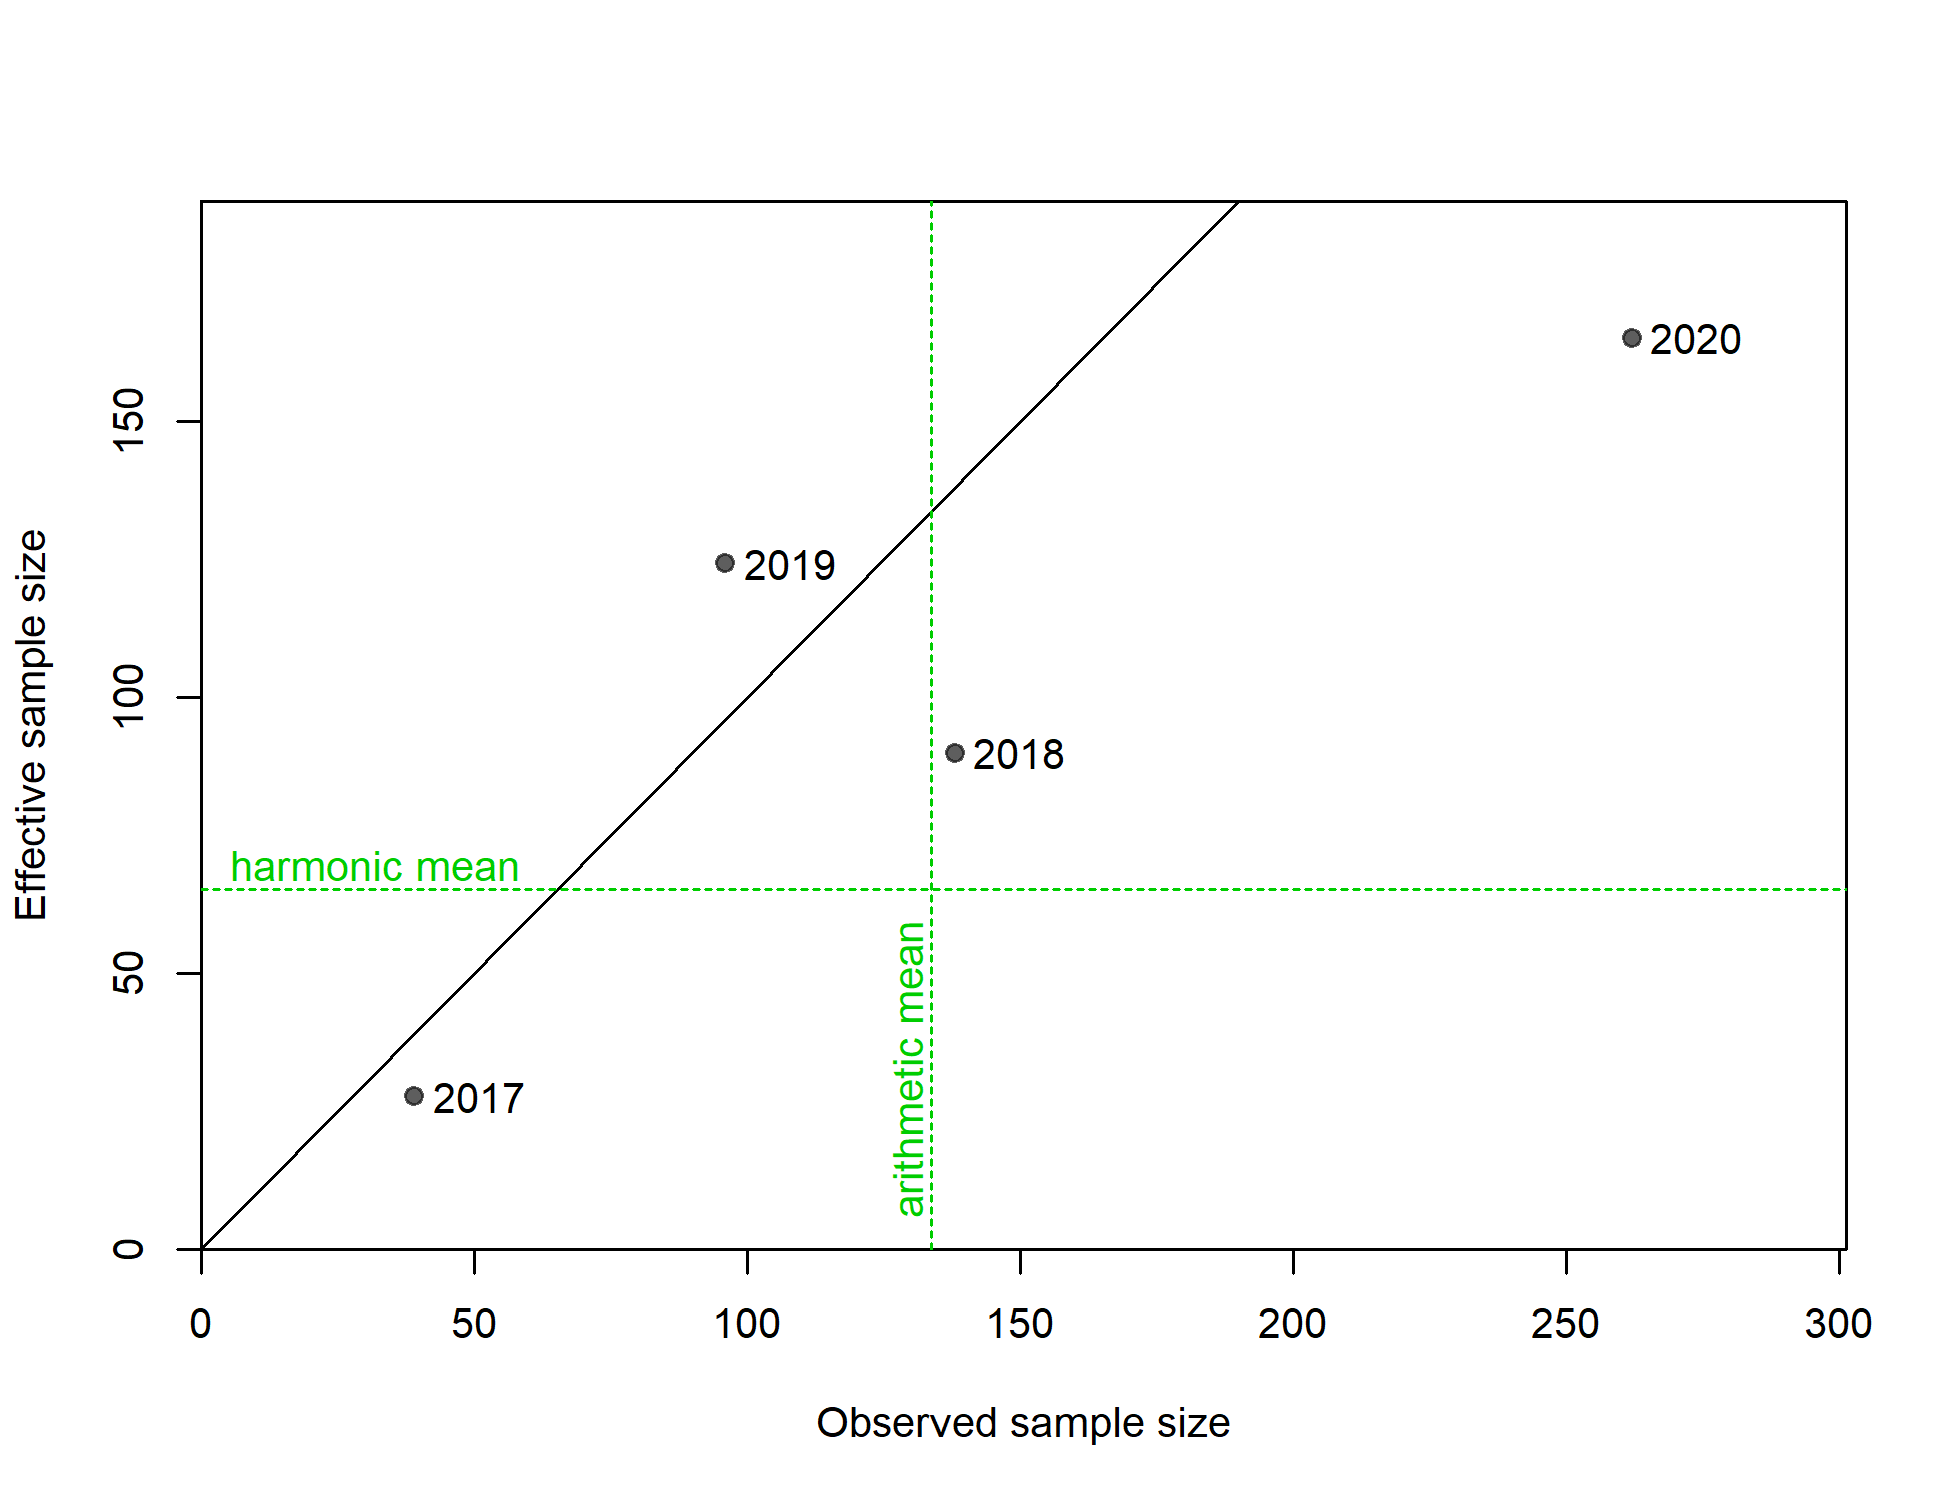 2020
150
2019
100
2018
harmonic mean
50
arithmetic mean
2017
0
0 50 100 150 200 250 300
Effective sample size
Observed sample size